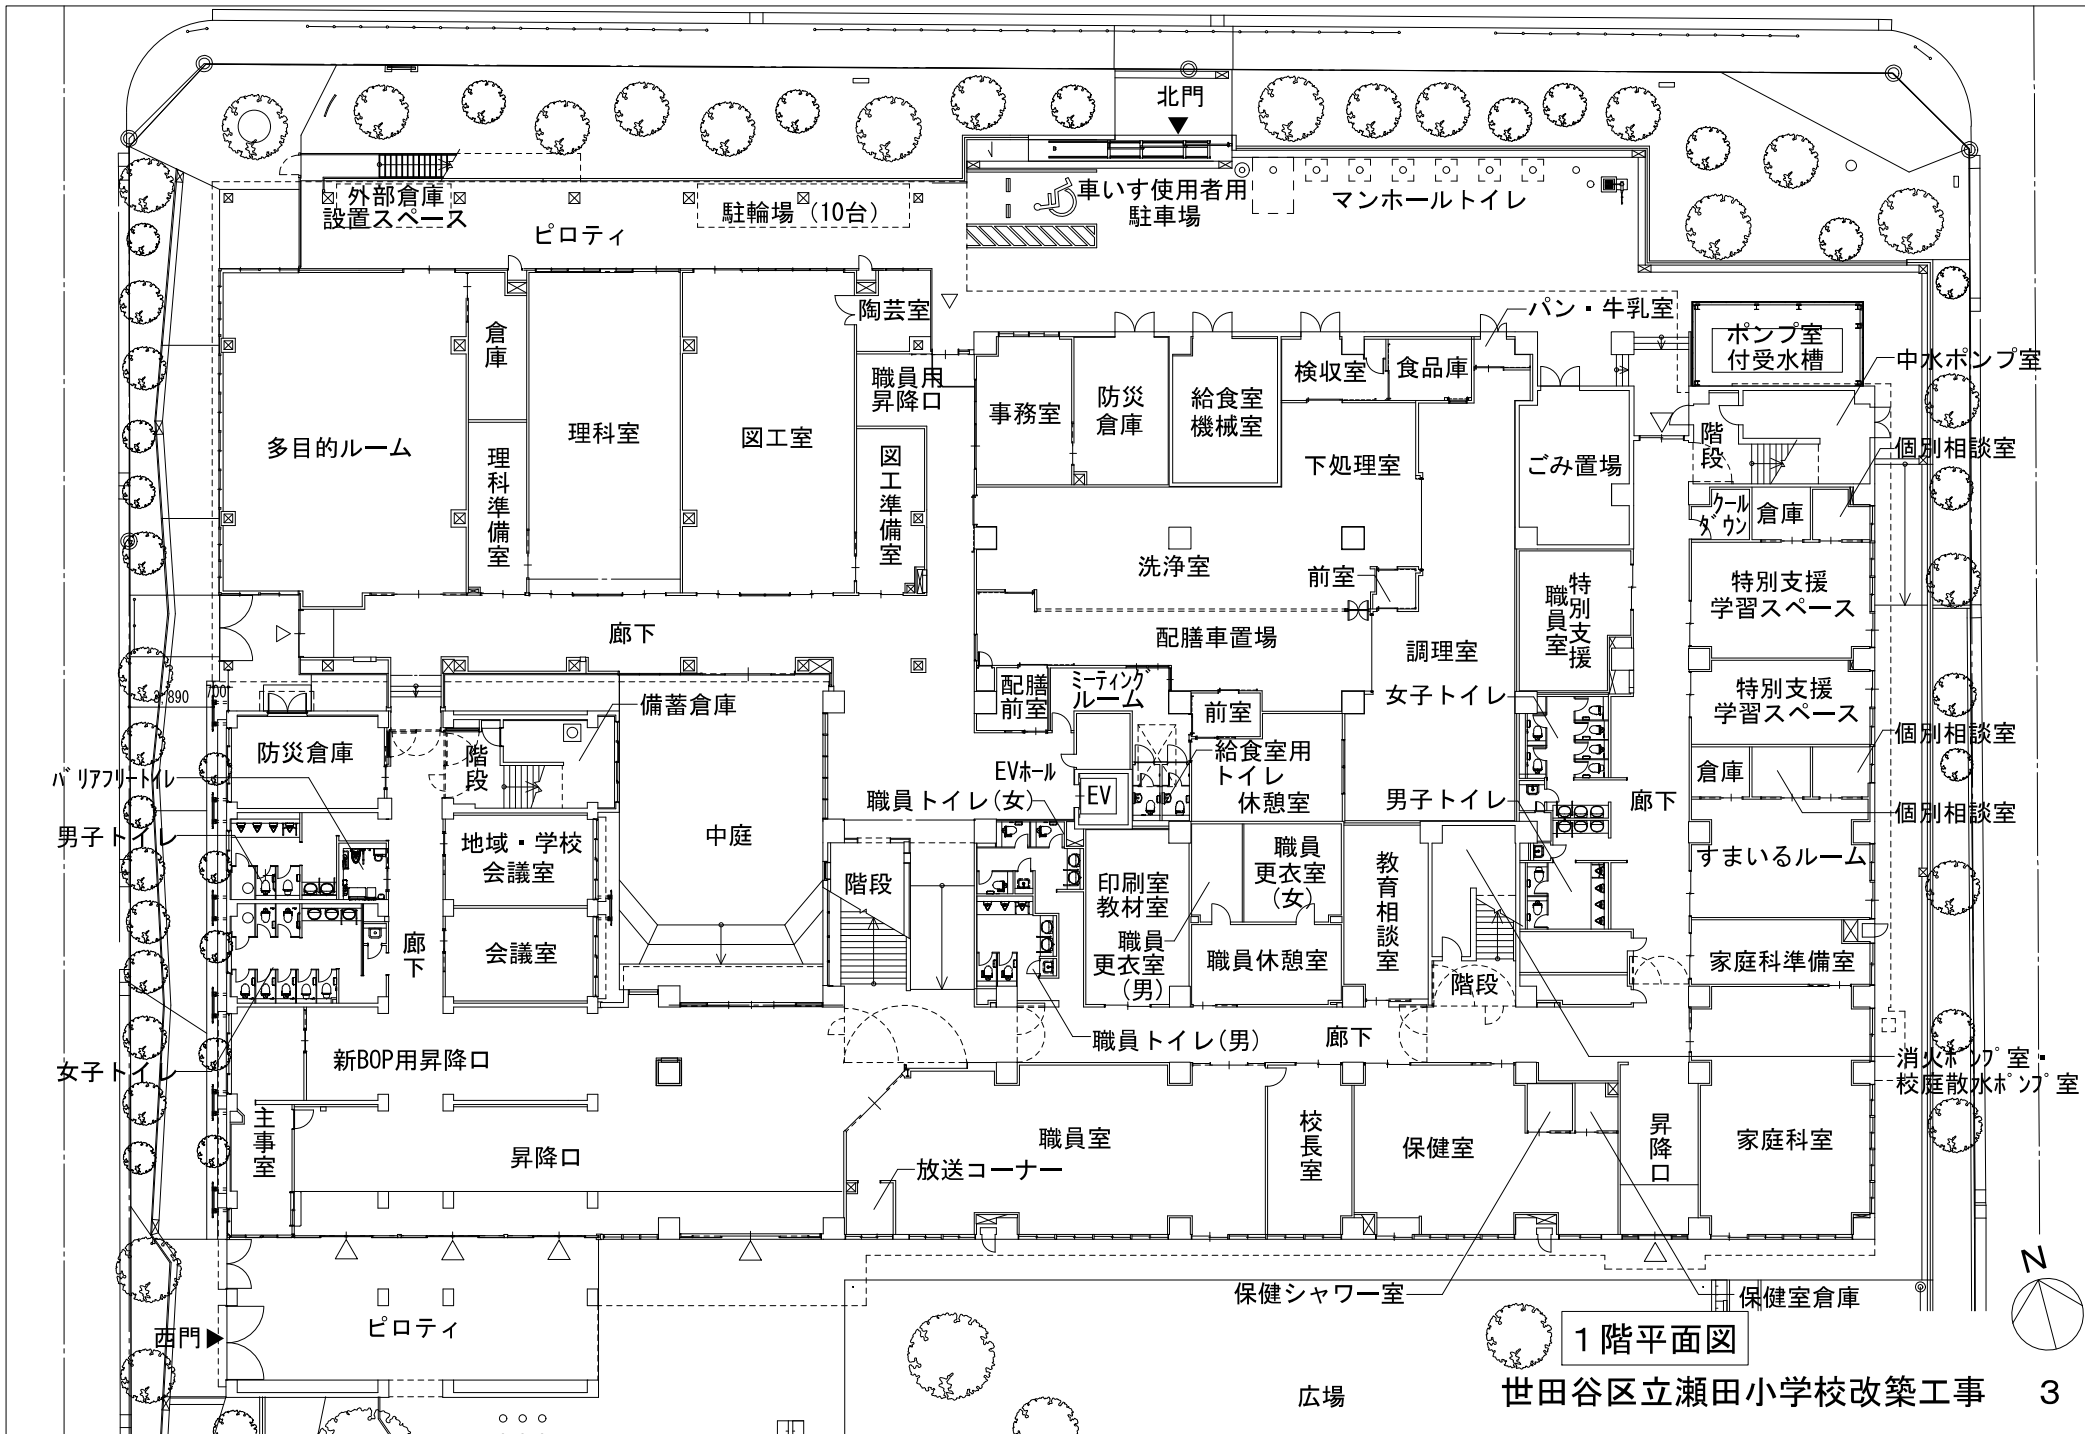 北門
外部倉庫
設置スペース
駐輪場（10台）
ピロティ
車いす使用者用
駐車場
マンホールトイレ
多目的ルーム
倉庫
理科準備室
理科室
図工室
陶芸室
職員用
昇降口
図工準備室
事務室
防災
倉庫
給食室
機械室
検収室
食品庫
パン・牛乳室
ポンプ室
付受水槽
中水ポンプ室
下処理室
ごみ置場
階段
個別相談室
クール
ダウン
倉庫
洗浄室
前室
特別支援
職員室
特別支援
学習スペース
廊下
配膳車置場
調理室
特別支援
学習スペース
3,890
700
配膳
前室
ミーティング
ルーム
前室
女子トイレ
備蓄倉庫
防災倉庫
階段
バリアフリートイレ
EVホール
EV
給食室用
トイレ
休憩室
個別相談室
倉庫
職員トイレ(女)
男子トイレ
廊下
個別相談室
男子トイレ
地域・学校
会議室
中庭
階段
印刷室
教材室
職員
更衣室
(女)
教育相談室
すまいるルーム
廊下
会議室
職員
更衣室
(男)
職員休憩室
階段
家庭科準備室
女子トイレ
新BOP用昇降口
職員トイレ(男)
廊下
消火ポンプ室・
校庭散水ポンプ室
主事室
昇降口
放送コーナー
職員室
校長室
保健室
昇降口
家庭科室
保健シャワー室
保健室倉庫
N
西門
ピロティ
広場
1階平面図
世田谷区立瀬田小学校改築工事 3